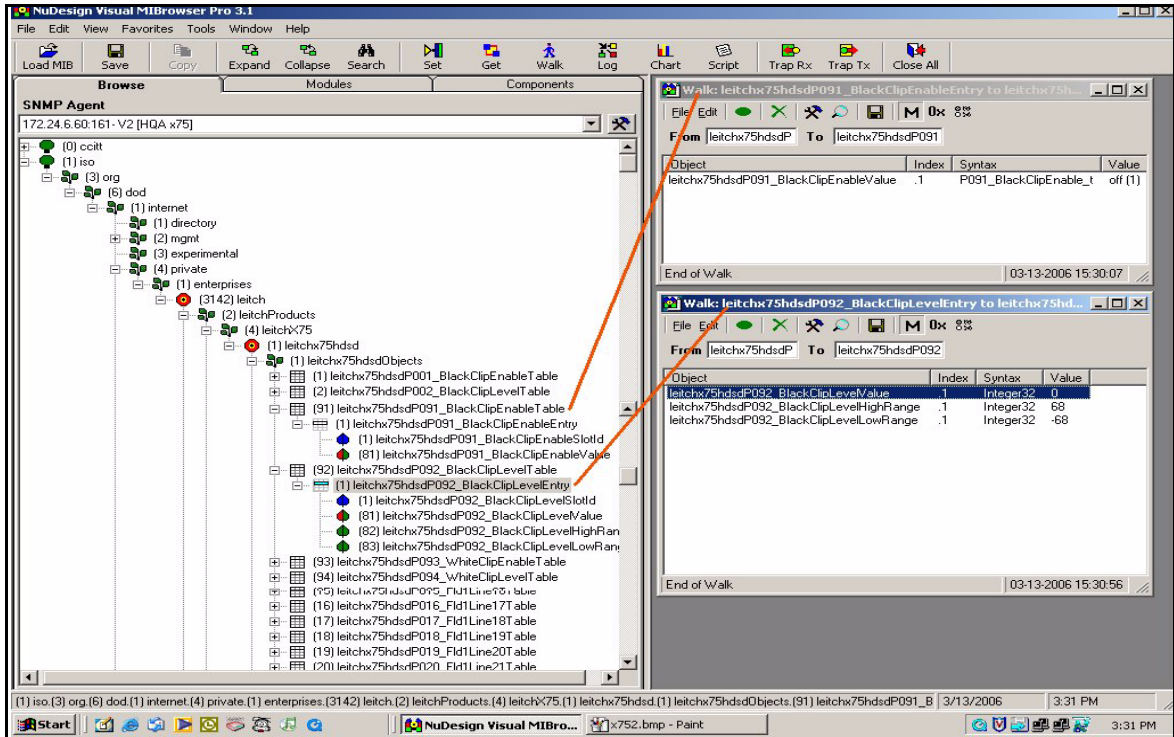 NuDesign Visual MIBrowser Pro 3.1
File Edit View Favorites Tools Window Help
Load MIB Save Copy Expand Collapse Search Set Get Walk Log Chart Script Trap Rx Trap Tx Close All
Browse Modules Components
SNMP Agent
172.24.6.60:161- V2 [HQA x75]
(0) ccitt
(1) iso
(3) org
(6) dod
(1) internet
(1) directory
(2) mgmt
(3) experimental
(4) private
(1) enterprises
(3142) leitch
(2) leitchProducts
(4) leitchX75
(1) leitchx75hdsd
(1) leitchx75hdsdObjects
(1) leitchx75hdsdP001_BlackClipEnableTable
(2) leitchx75hdsdP002_BlackClipLevelTable
(91) leitchx75hdsdP091_BlackClipEnableTable
(1) leitchx75hdsdP091_BlackClipEnableEntry
(1) leitchx75hdsdP091_BlackClipEnableSlotId
(81) leitchx75hdsdP091_BlackClipEnableValue
(92) leitchx75hdsdP092_BlackClipLevelTable
(1) leitchx75hdsdP092_BlackClipLevelEntry
(1) leitchx75hdsdP092_BlackClipLevelSlotId
(81) leitchx75hdsdP092_BlackClipLevelValue
(82) leitchx75hdsdP092_BlackClipLevelHighRan
(83) leitchx75hdsdP092_BlackClipLevelLowRan
(93) leitchx75hdsdP093_WhiteClipEnableTable
(94) leitchx75hdsdP094_WhiteClipLevelTable
(16) leitchx75hdsdP016_Fld1Line17Table
(17) leitchx75hdsdP017_Fld1Line18Table
(18) leitchx75hdsdP018_Fld1Line19Table
(19) leitchx75hdsdP019_Fld1Line20Table
(20) leitchx75hdsdP020_Fld1Line21Table
Walk: leitchx75hdsdP091_BlackClipEnableEntry to leitchx75h...
File Edit M 0x
From leitchx75hdsdP To leitchx75hdsdP091
Object Index Syntax Value
leitchx75hdsdP091_BlackClipEnableValue .1 P091_BlackClipEnable_t off (1)
End of Walk 03-13-2006 15:30:07
Walk: leitchx75hdsdP092_BlackClipLevelEntry to leitchx75hd...
File Edit M 0x
From leitchx75hdsdP To leitchx75hdsdP092
Object Index Syntax Value
leitchx75hdsdP092_BlackClipLevelValue .1 Integer32 0
leitchx75hdsdP092_BlackClipLevelHighRange .1 Integer32 68
leitchx75hdsdP092_BlackClipLevelLowRange .1 Integer32 -68
End of Walk 03-13-2006 15:30:56
(1) iso.(3) org.(6) dod.(1) internet.(4) private.(1) enterprises.(3142) leitch.(2) leitchProducts.(4) leitchX75.(1) leitchx75hdsd.(1) leitchx75hdsdObjects.(91) leitchx75hdsdP091_B 3/13/2006 3:31 PM
Start NuDesign Visual MIBro... x752.bmp - Paint 3:31 PM